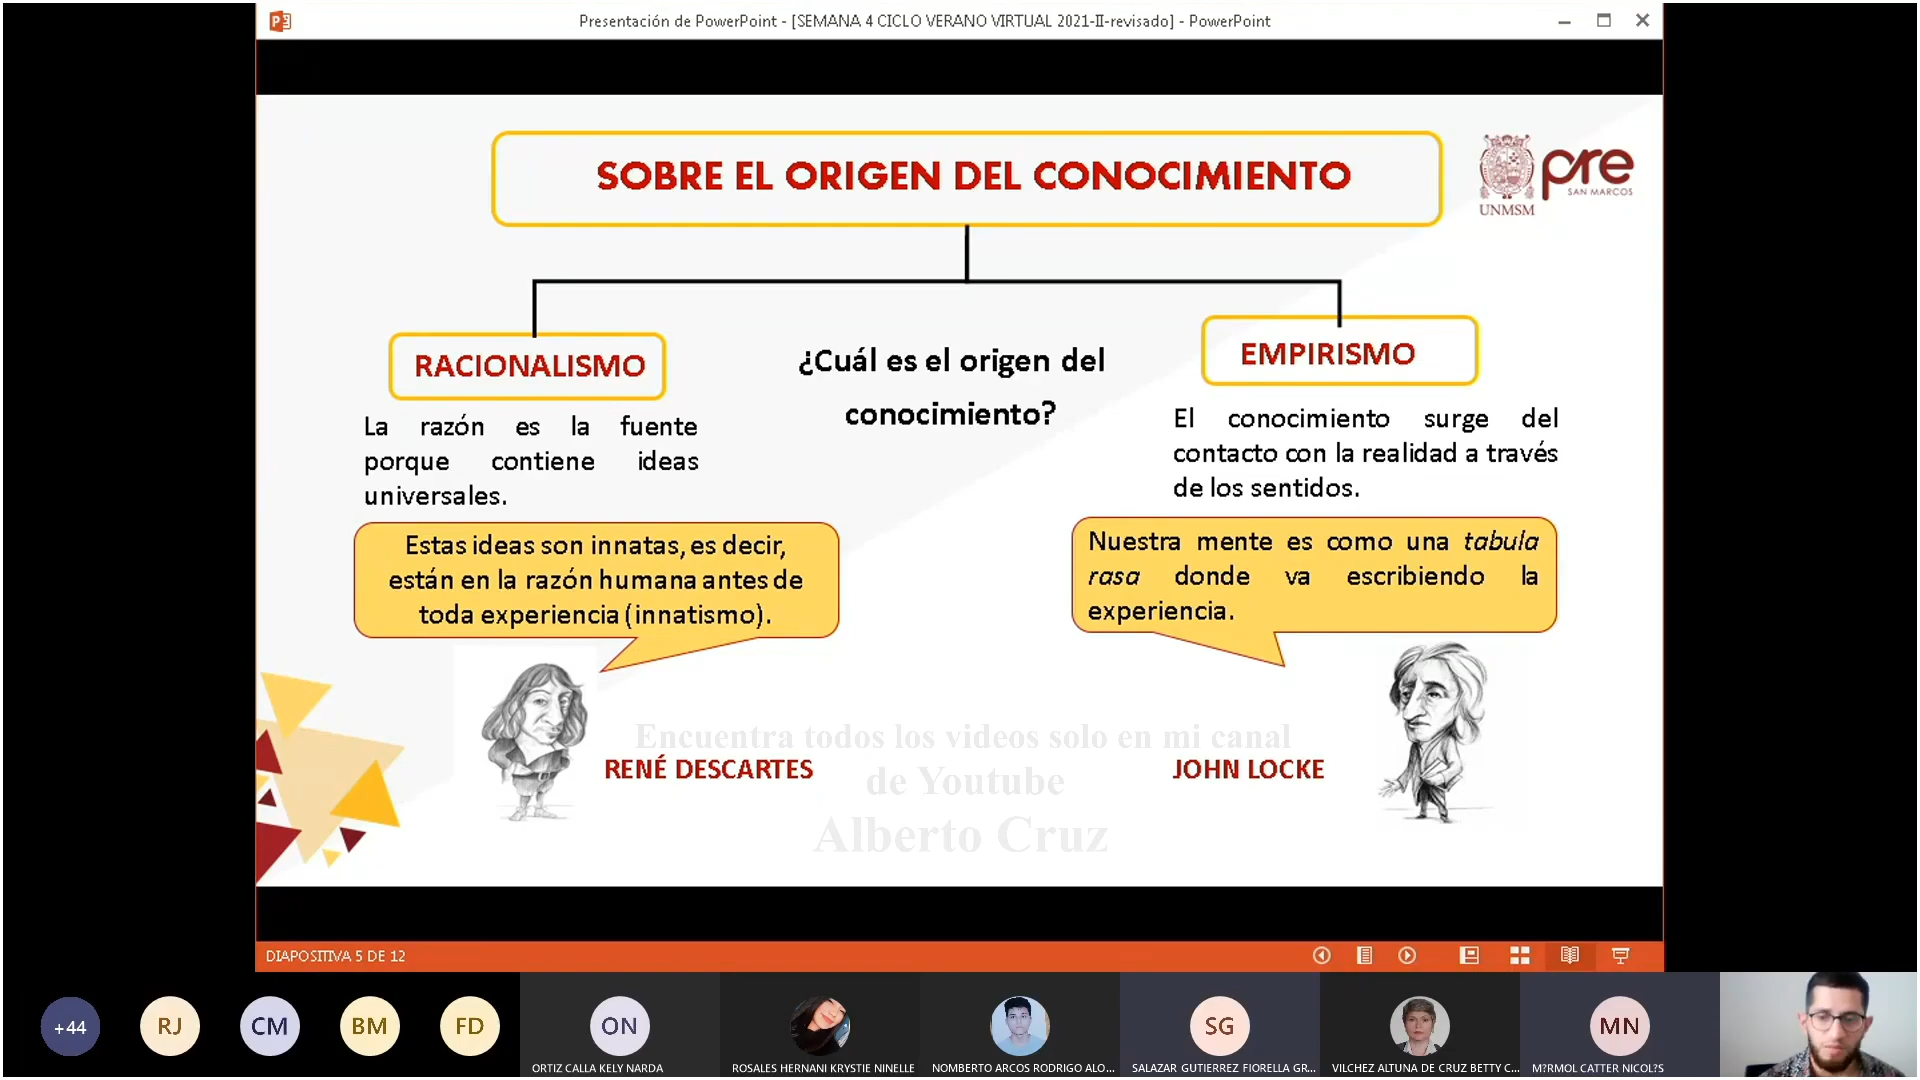 Presentación de PowerPoint - [SEMANA 4 CICLO VERANO VIRTUAL 2021-II-revisado] - PowerPoint
SOBRE EL ORIGEN DEL CONOCIMIENTO
UNMSM
pre
SAN MARCOS
RACIONALISMO
La razón es la fuente
porque contiene ideas
universales.
Estas ideas son innatas, es decir,
están en la razón humana antes de
toda experiencia (innatismo).
RENÉ DESCARTES
¿Cuál es el origen del
conocimiento?
EMPIRISMO
El conocimiento surge del
contacto con la realidad a través
de los sentidos.
Nuestra mente es como una tabula
rasa donde va escribiendo la
experiencia.
JOHN LOCKE
Encuentra todos los videos solo en mi canal
de Youtube
Alberto Cruz
DIAPOSITIVA 5 DE 12
+44
RJ
CM
BM
FD
ON
ORTIZ CALLA KELY NARDA
ROSALES HERNANI KRYSTIE NINELLE
NOMBERTO ARCOS RODRIGO ALO...
SG
SALAZAR GUTIERREZ FIORELLA GR...
VILCHEZ ALTUNA DE CRUZ BETTY C...
MN
M?RMOL CATTER NICOL?S